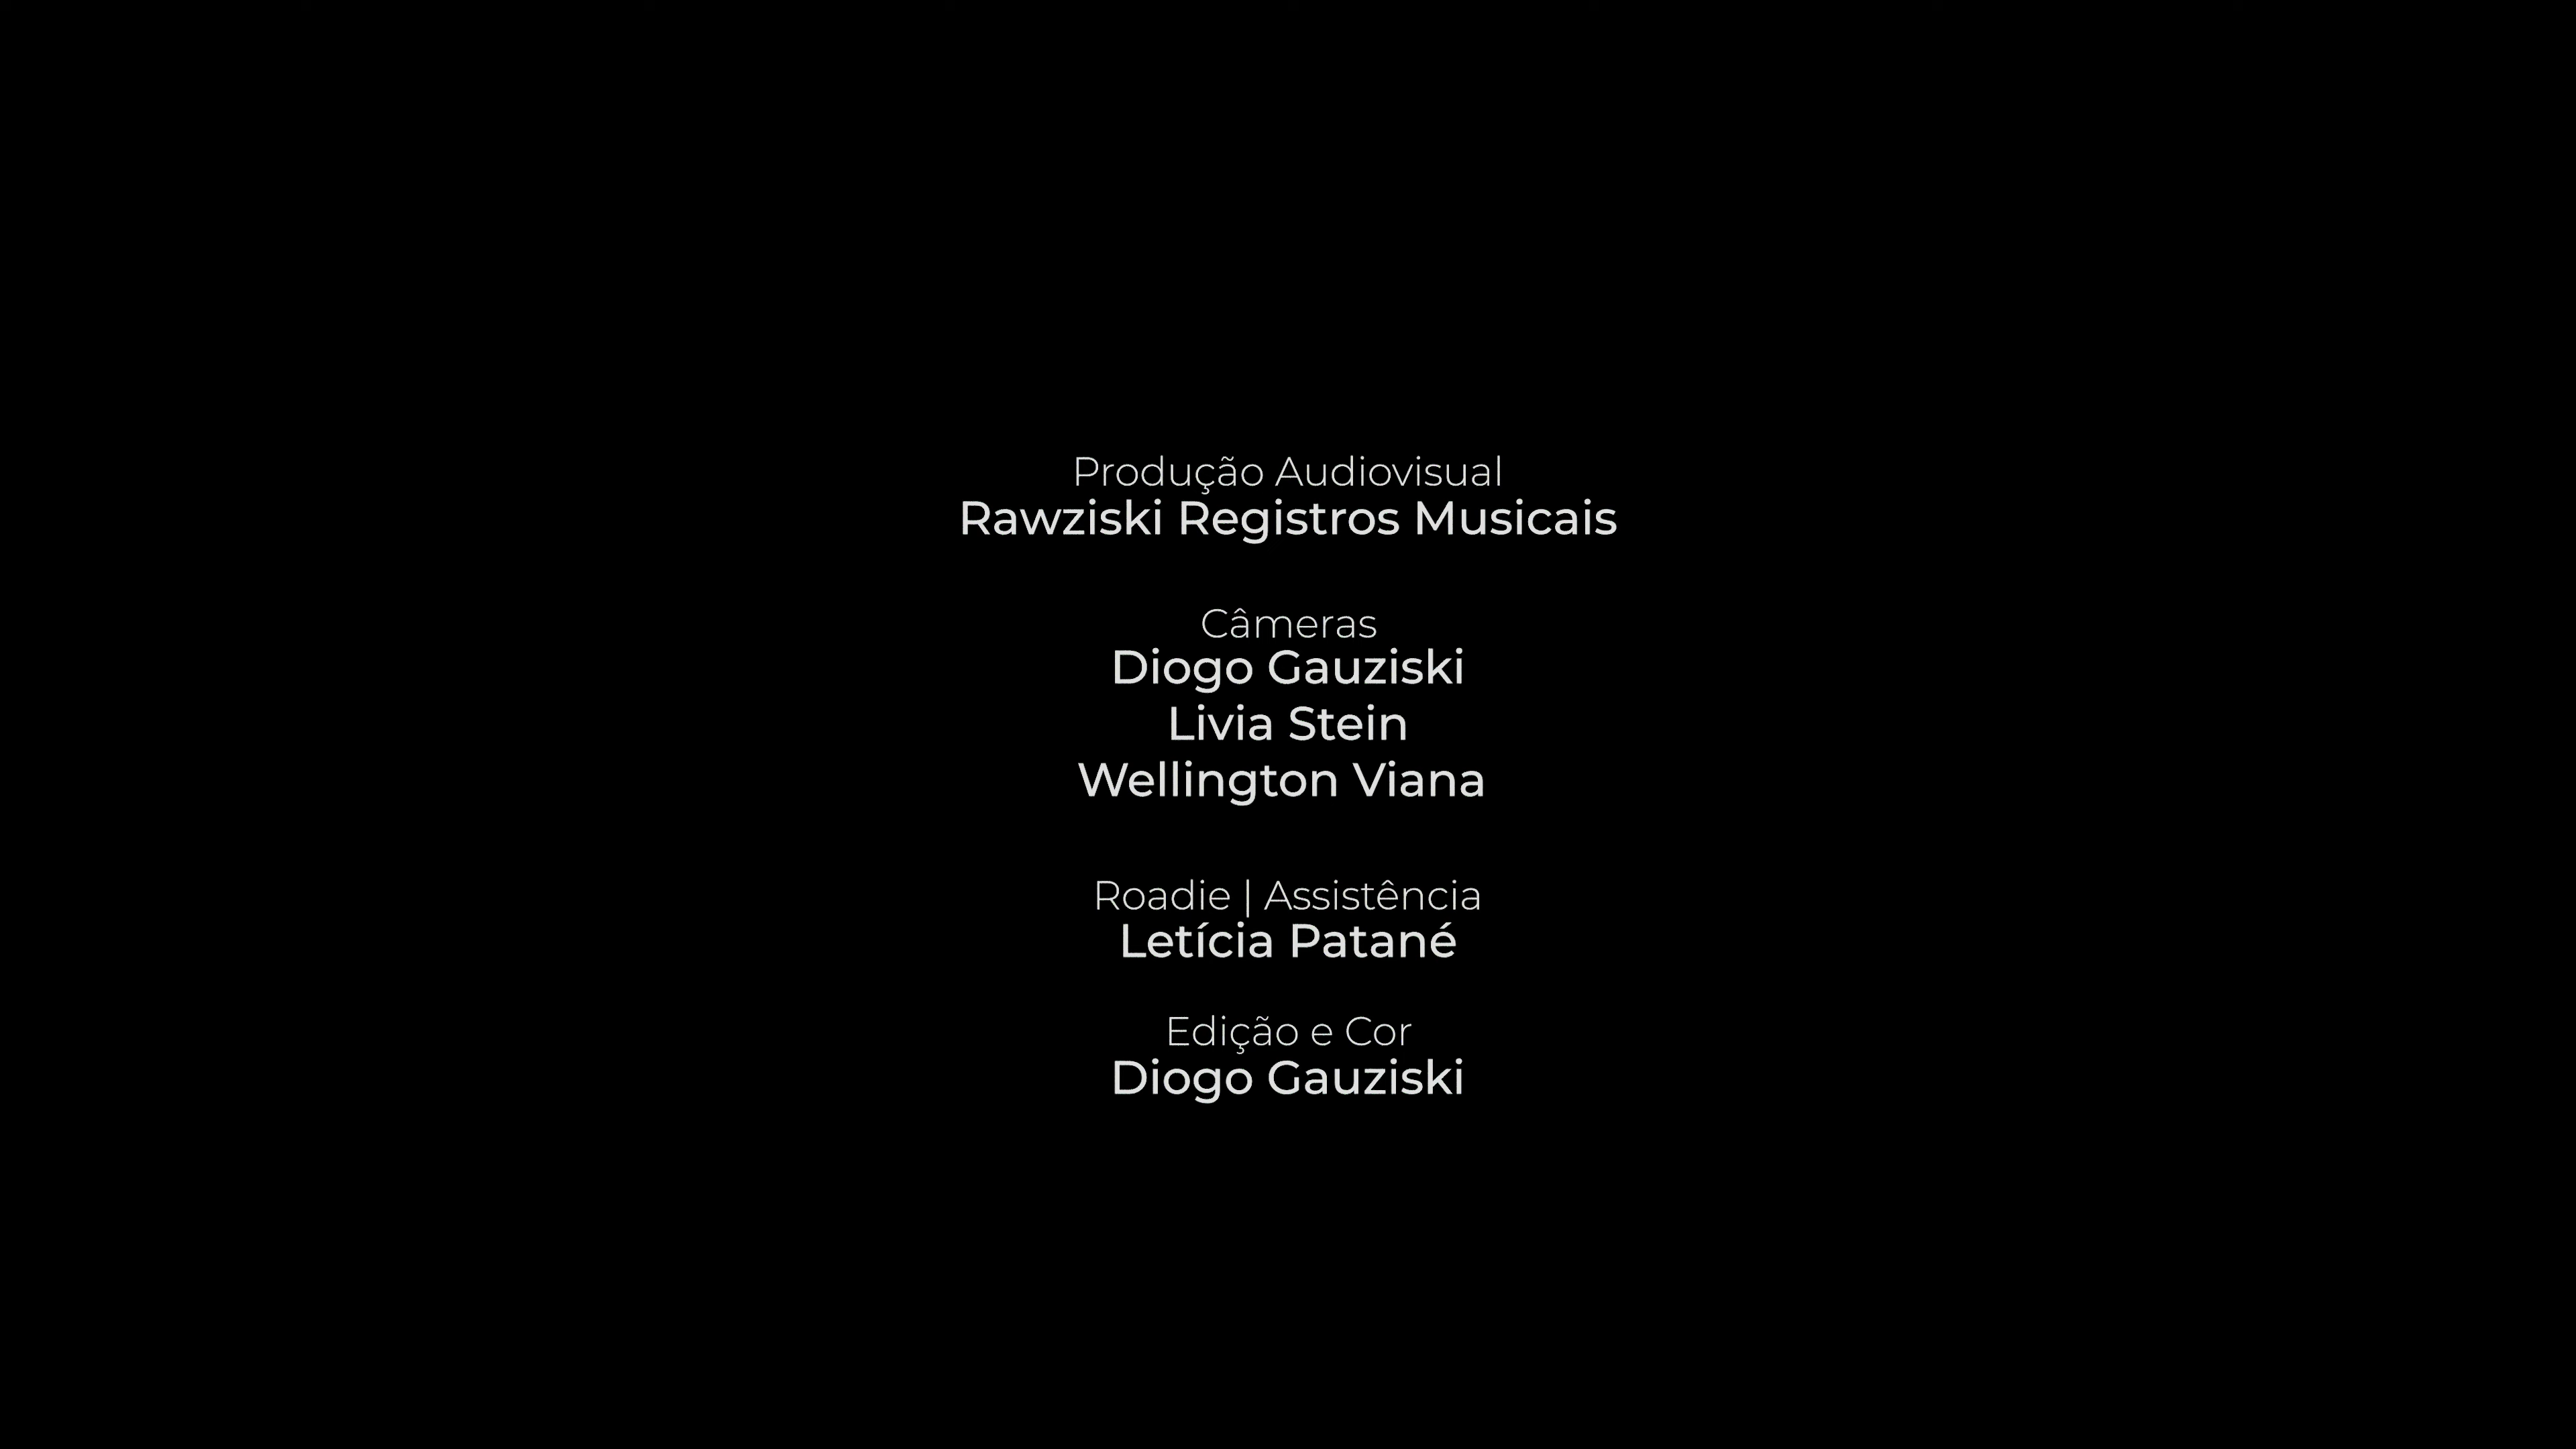 Produção Audiovisual
Rawziski Registros Musicais
Câmeras
Diogo Gauziski
Livia Stein
Wellington Viana
Roadie | Assistência
Letícia Patané
Edição e Cor
Diogo Gauziski